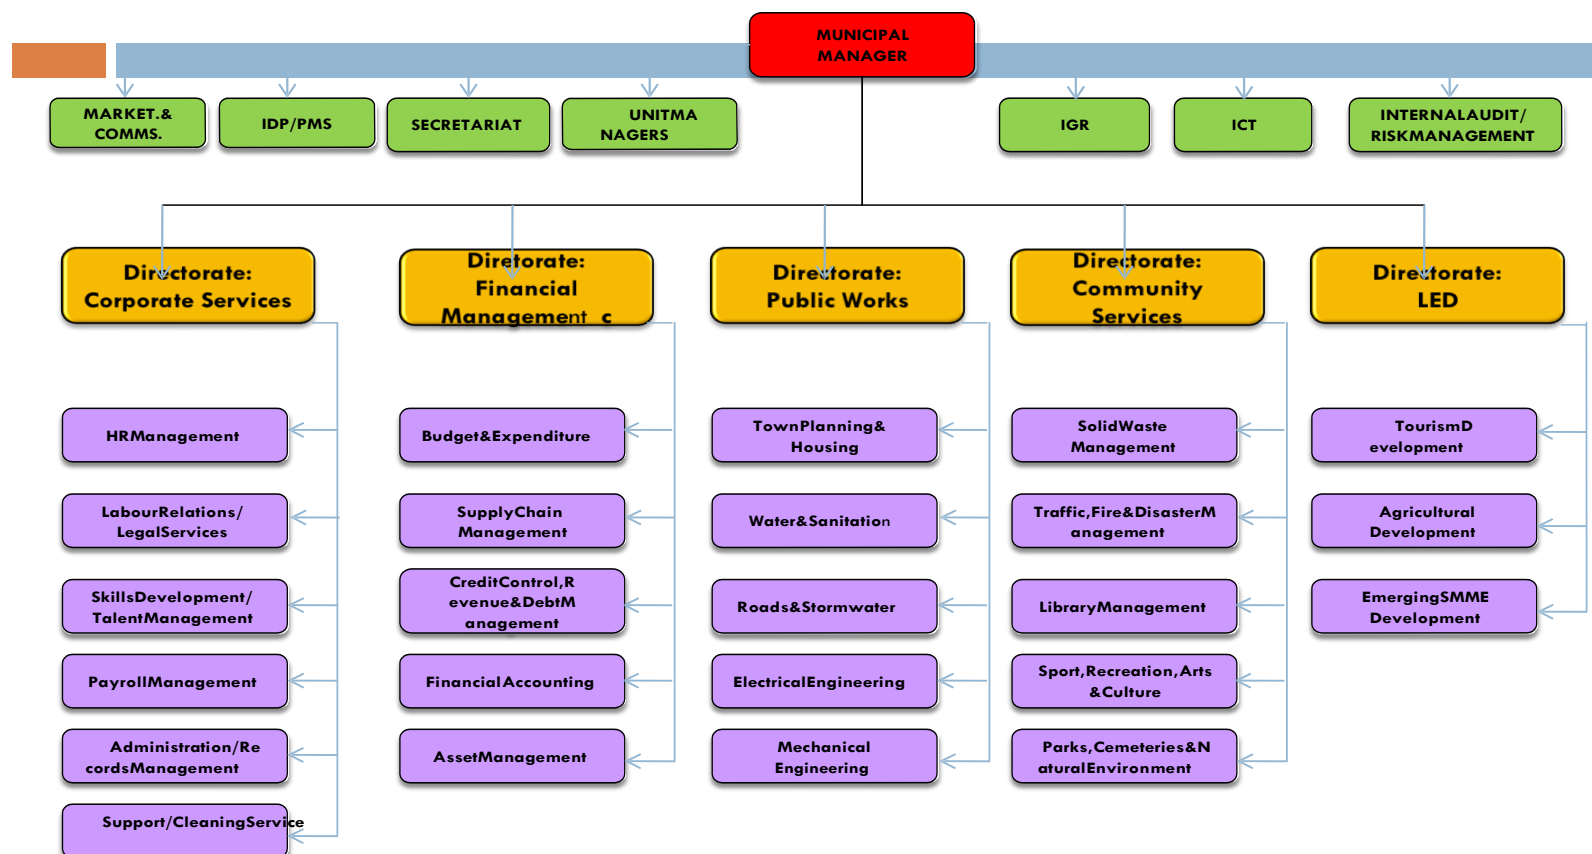 MUNICIPAL
MANAGER
MARKET.&
COMMS.
IDP/PMS
SECRETARIAT
UNITMA
NAGERS
IGR
ICT
INTERNALAUDIT/
RISKMANAGEMENT
Directorate:
Corporate Services
Diretorate:
Financial
Management c
Directorate:
Public Works
Directorate:
Community
Services
Directorate:
LED
HRManagement
LabourRelations/
LegalServices
SkillsDevelopment/
TalentManagement
PayrollManagement
Administration/Re
cordsManagement
Support/CleaningService
Budget&Expenditure
SupplyChain
Management
CreditControl,R
evenue&DebtM
anagement
FinancialAccounting
AssetManagement
TownPlanning&
Housing
Water&Sanitation
Roads&Stormwater
ElectricalEngineering
Mechanical
Engineering
SolidWaste
Management
Traffic,Fire&DisasterM
anagement
LibraryManagement
Sport,Recreation,Arts
&Culture
Parks,Cemeteries&N
aturalEnvironment
TourismD
evelopment
Agricultural
Development
EmergingSMME
Development